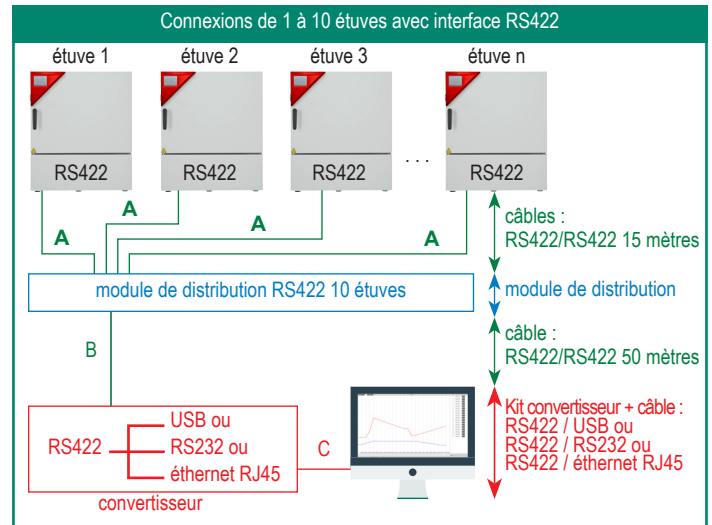 Connexions de 1 à 10 étuves avec interface RS422
étuve 1
étuve 2
étuve 3
étuve n
RS422
RS422
RS422
. . .
RS422
A
A
A
A
câbles :
RS422/RS422 15 mètres
module de distribution RS422 10 étuves
module de distribution
B
câble :
RS422/RS422 50 mètres
RS422
USB ou
RS232 ou
éthernet RJ45
convertisseur
C
Kit convertisseur + câble :
RS422 / USB ou
RS422 / RS232 ou
RS422 / éthernet RJ45